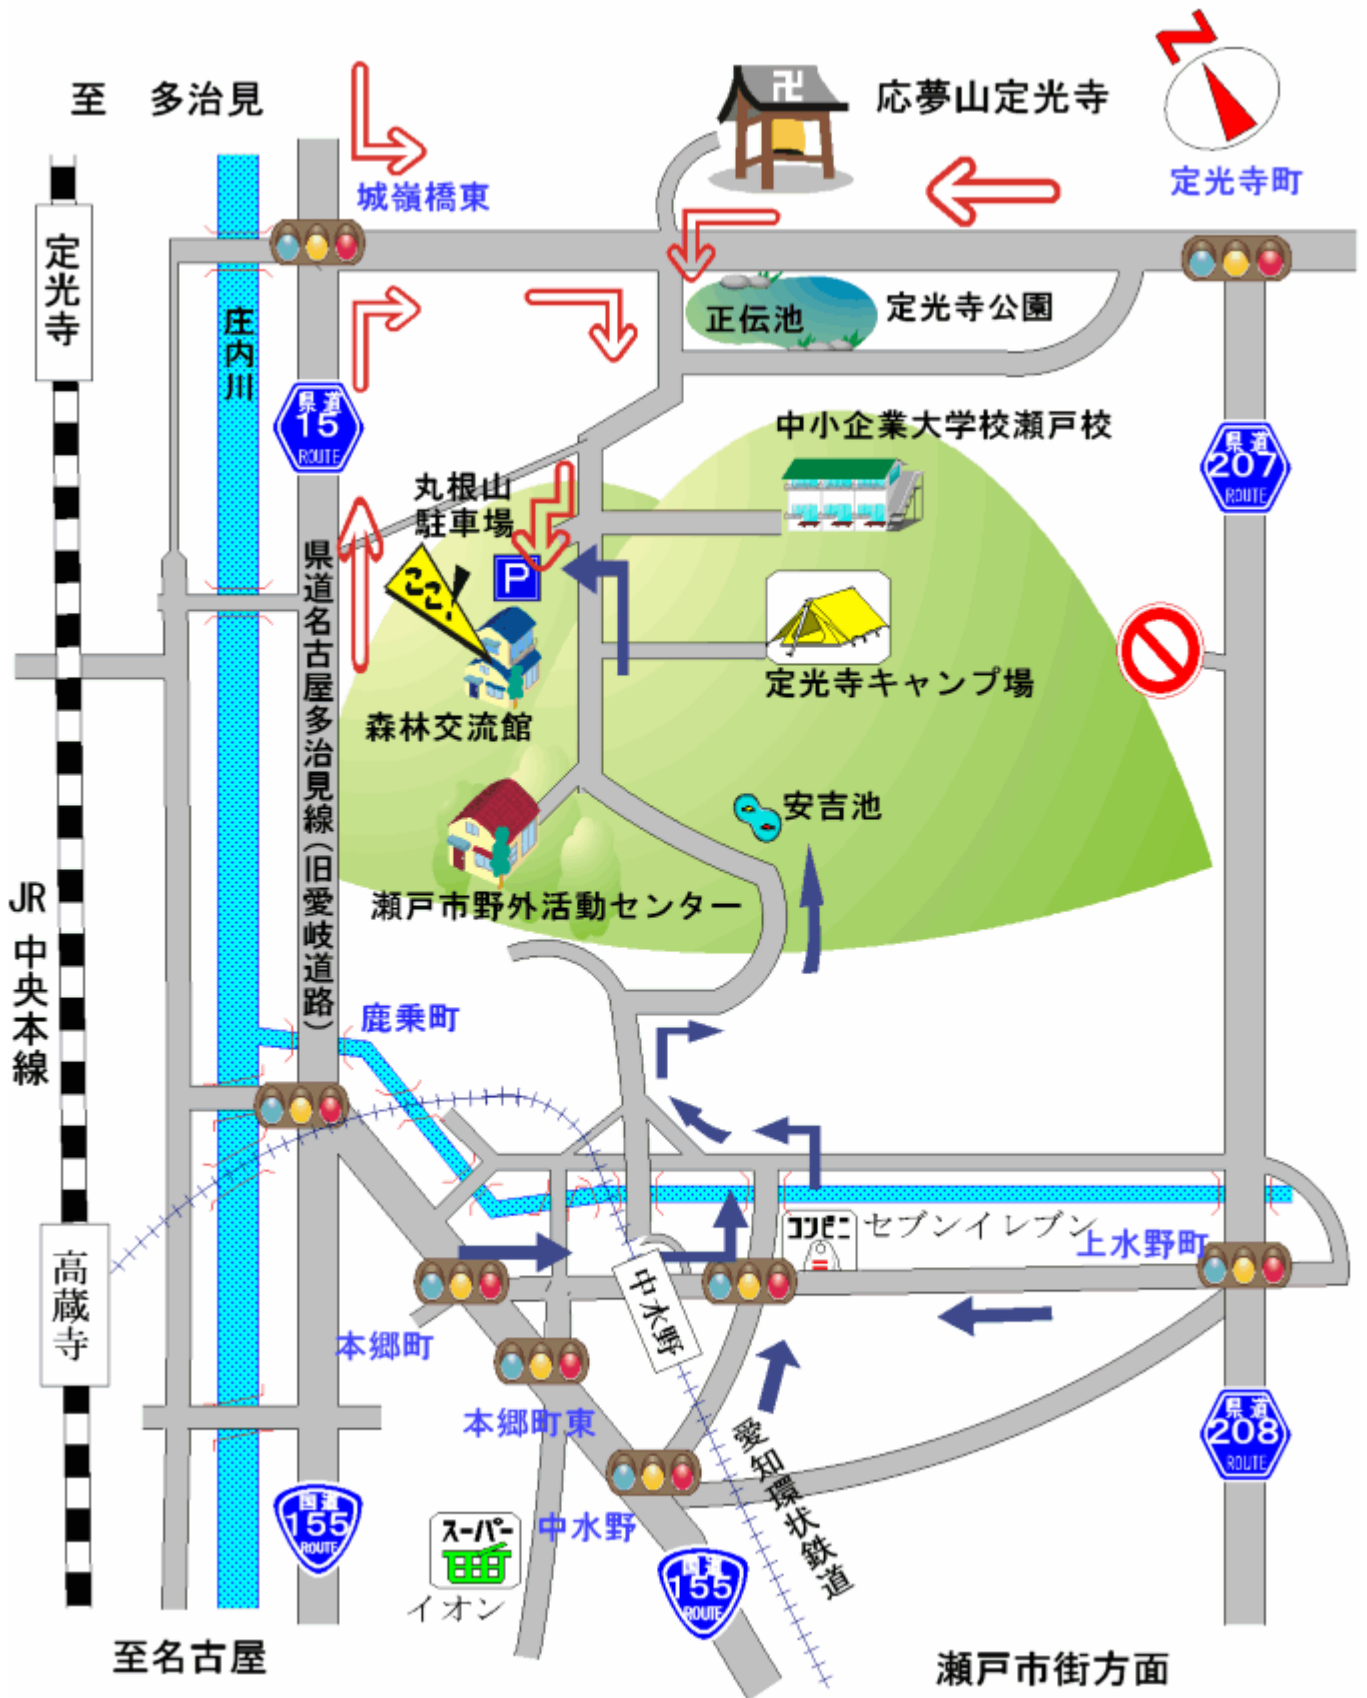 至 多治見
応夢山定光寺
N
定光寺町
城嶺橋東
定光寺
庄内川
正伝池
定光寺公園
県道
15
ROUTE
中小企業大学校瀬戸校
県道
207
ROUTE
丸根山
駐車場
P
ここ!
県道名古屋多治見線(旧愛岐道路)
定光寺キャンプ場
森林交流館
安吉池
瀬戸市野外活動センター
JR 中央本線
鹿乗町
コンビニ
セブンイレブン
上水野町
高蔵寺
中水野
本郷町
本郷町東
県道
208
ROUTE
愛知環状鉄道
国道
155
ROUTE
スーパー
イオン
中水野
国道
155
ROUTE
至名古屋
瀬戸市街方面